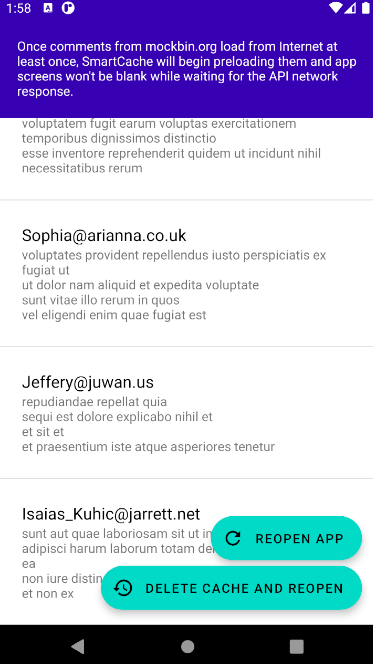 1:58
Once comments from mockbin.org load from Internet at
least once, SmartCache will begin preloading them and app
screens won't be blank while waiting for the API network
response.
voluptatem fugit earum voluptas exercitationem
temporibus dignissimos distinctio
esse inventore reprehenderit quidem ut incidunt nihil
necessitatibus rerum
Sophia@arianna.co.uk
voluptates provident repellendus iusto perspiciatis ex
fugiat ut
ut dolor nam aliquid et expedita voluptate
sunt vitae illo rerum in quos
vel eligendi enim quae fugiat est
Jeffery@juwan.us
repudiandae repellat quia
sequi est dolore explicabo nihil et
et sit et
et praesentium iste atque asperiores tenetur
Isaias_Kuhic@jarrett.net
sunt aut quae laboriosam sit ut
adipisci harum laborum totam
ea
non iure
et non ex
REOPEN APP
DELETE CACHE AND REOPEN